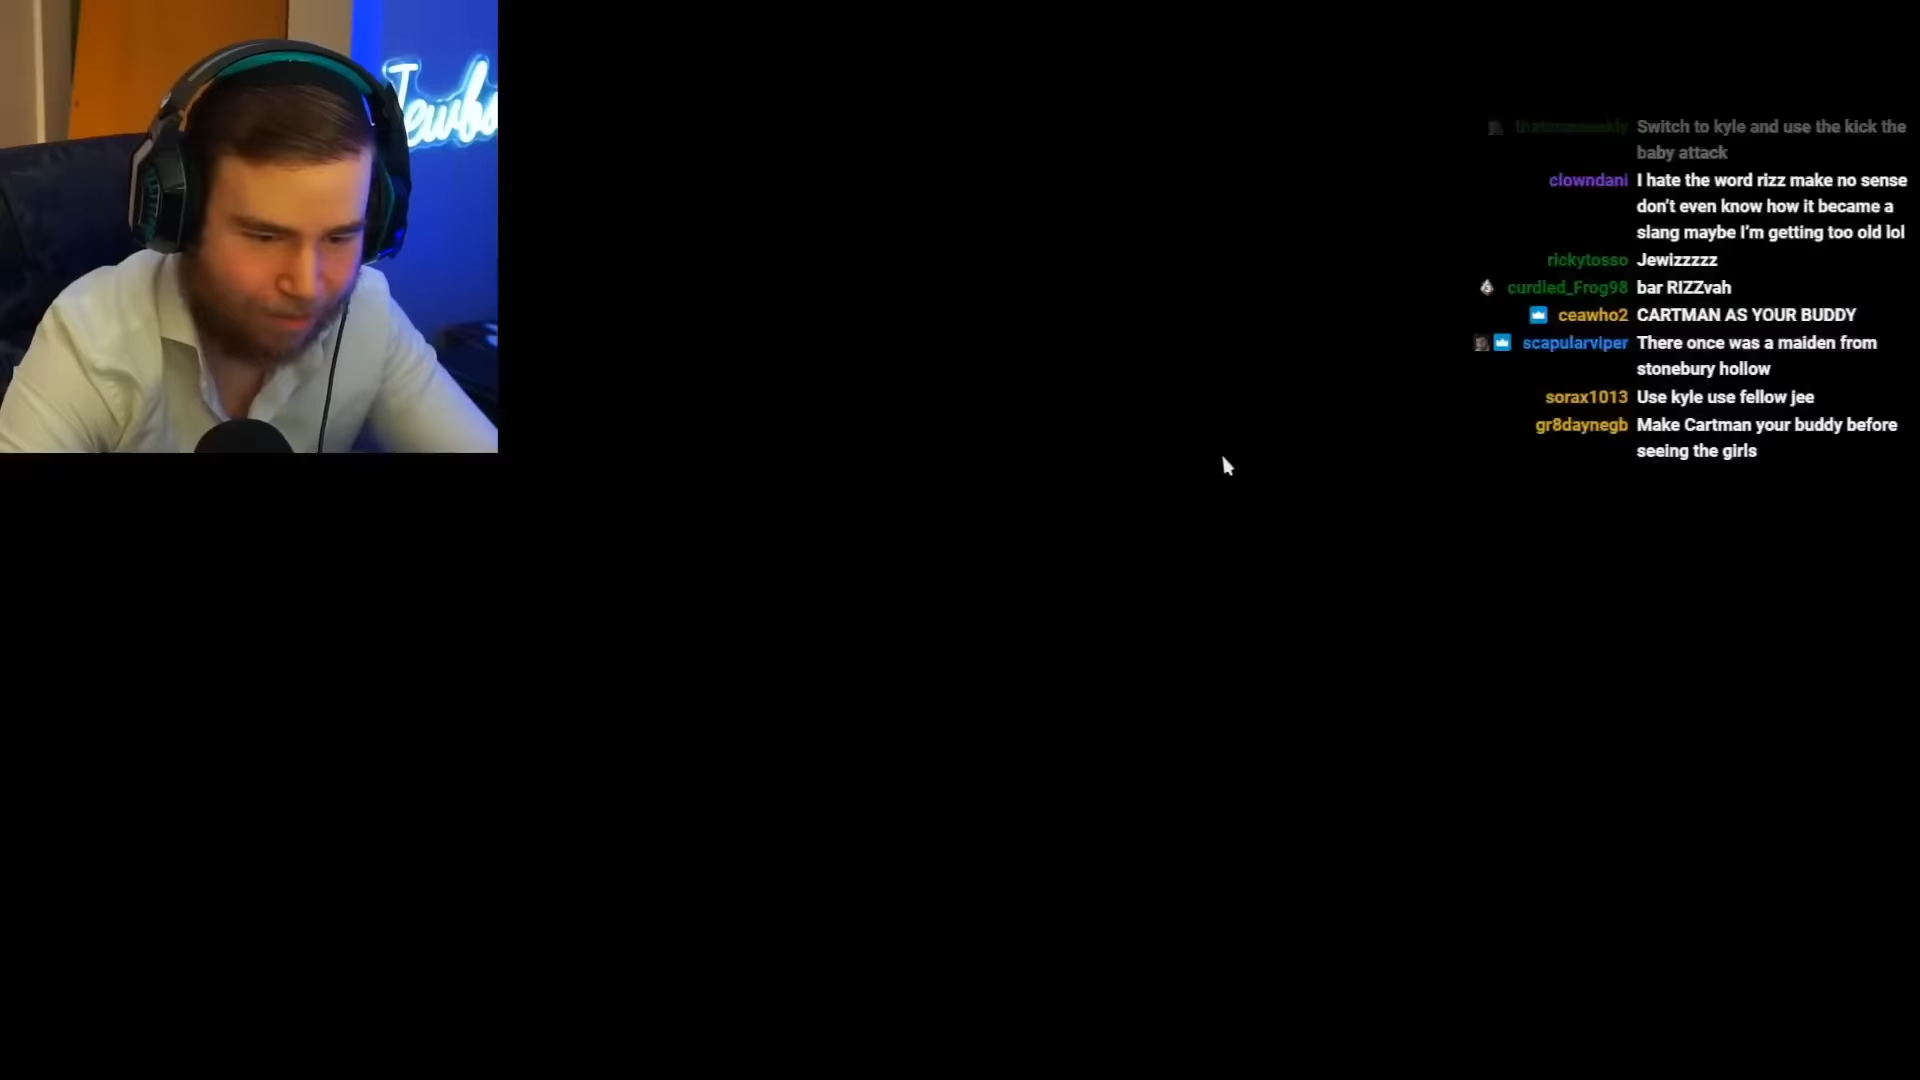 Jewbo
Switch to kyle and use the kick the
baby attack
clowndani I hate the word rizz make no sense
don't even know how it became a
slang maybe I'm getting too old lol
rickytosso Jewizzzzz
curdled_Frog98 bar RIZZvah
ceawho2 CARTMAN AS YOUR BUDDY
scapularviper There once was a maiden from
stonebury hollow
sorax1013 Use kyle use fellow jee
gr8daynegb Make Cartman your buddy before
seeing the girls